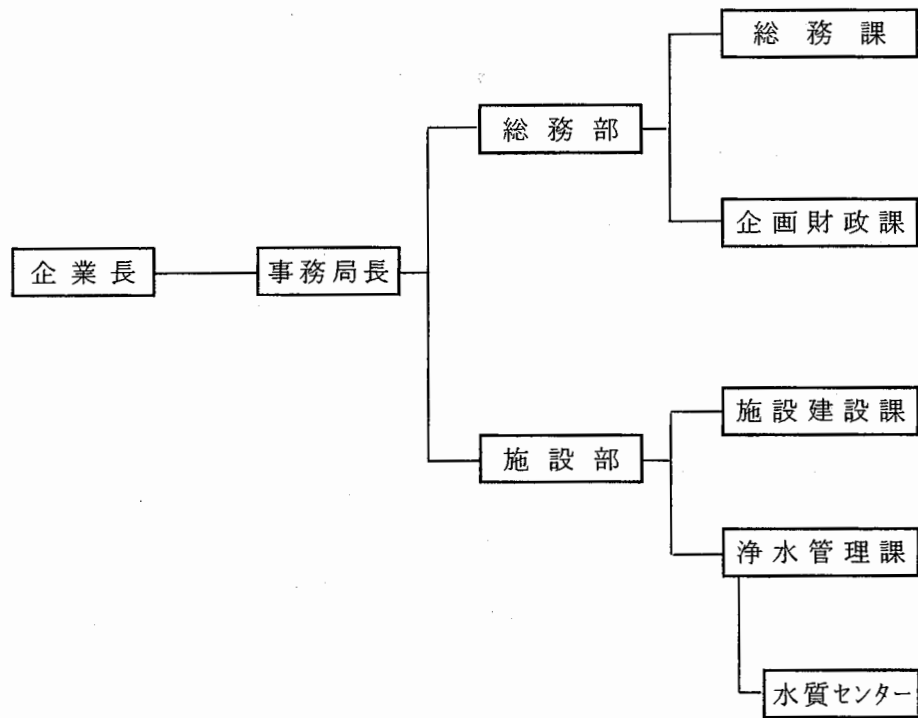 総務課
総務部
企画財政課
企業長
事務局長
施設建設課
施設部
浄水管理課
水質センター